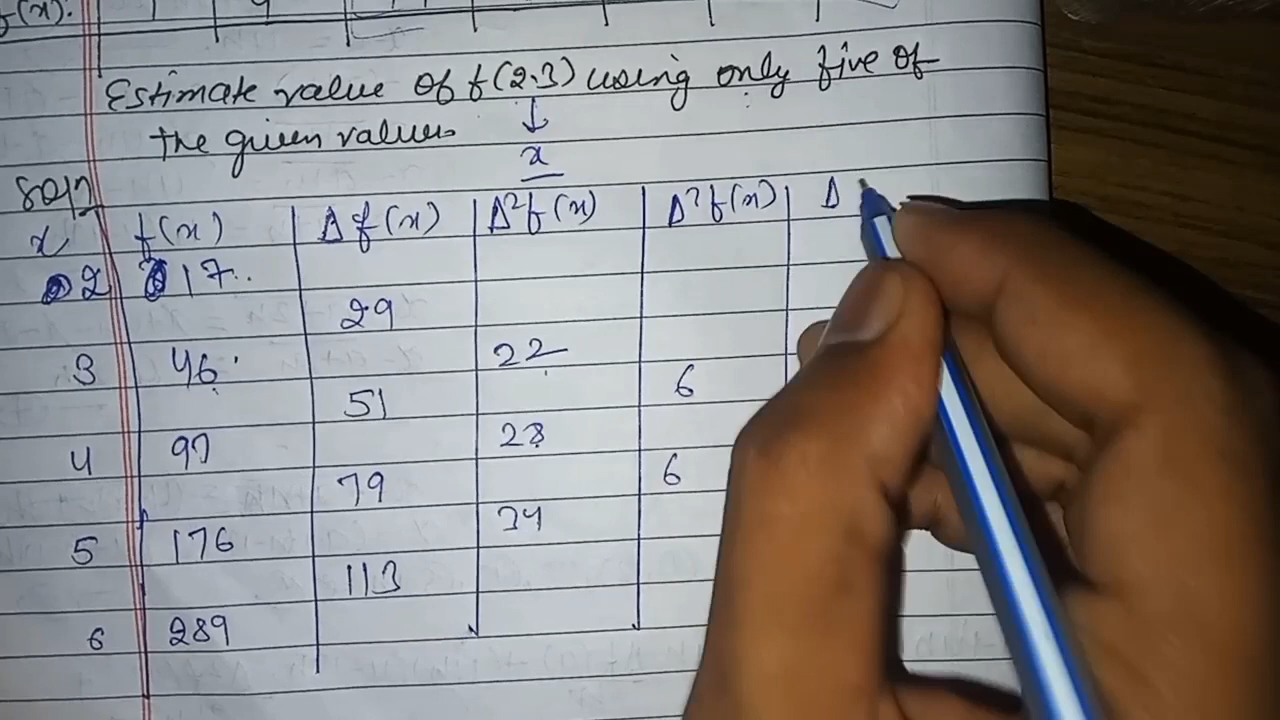 f(x).
Estimate value of f(2.3) using only five of
the given values
↓
x
Soln
x f(x) Δf(x) Δ²f(x) Δ³f(x) Δ
2 17
29
3 46 22
51 6
4 97 28
79 6
5 176 34
113
6 289